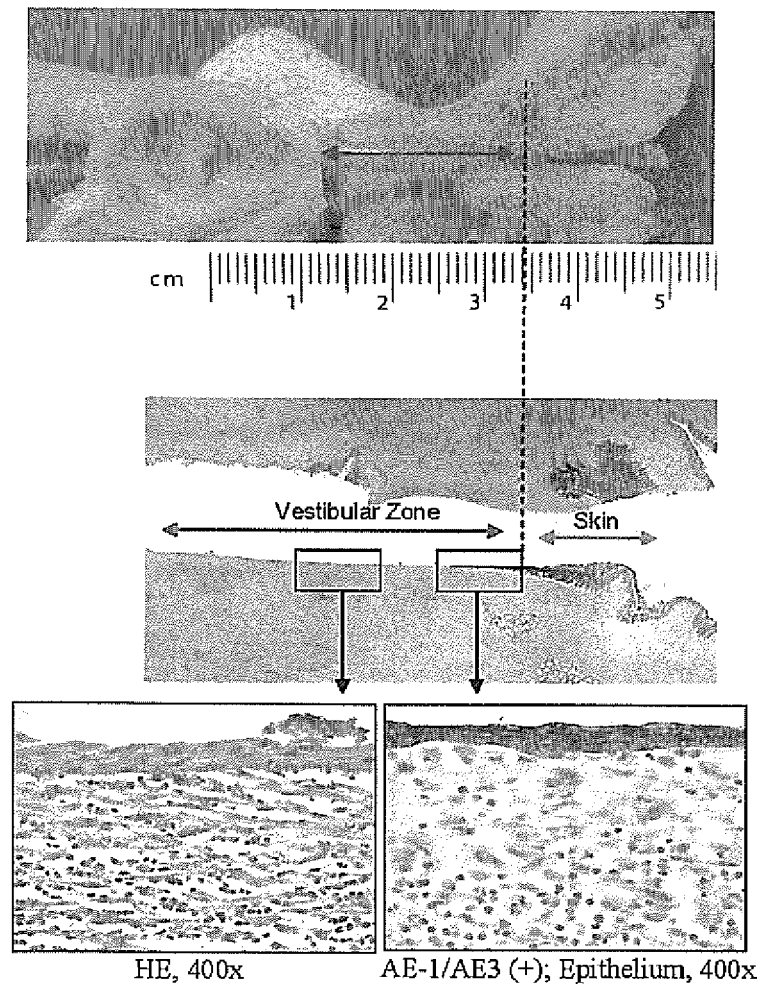 cm
1 2 3 4 5
Vestibular Zone
Skin
HE, 400x
AE-1/AE3 (+); Epithelium, 400x